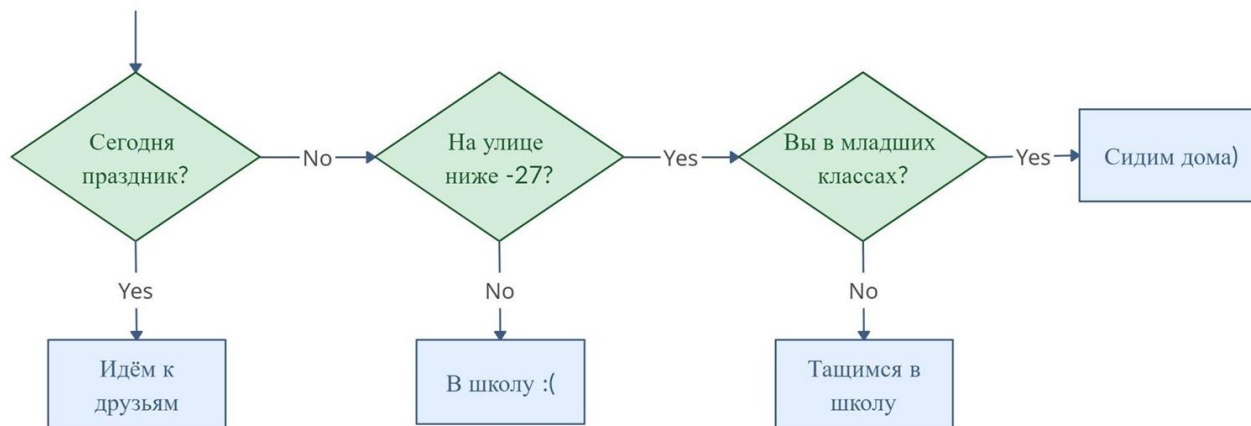 Сегодня
праздник?
No
На улице
ниже -27?
Yes
Вы в младших
классах?
Yes
Сидим дома)
Yes
No
No
Идём к
друзьям
В школу :(
Тащимся в
школу